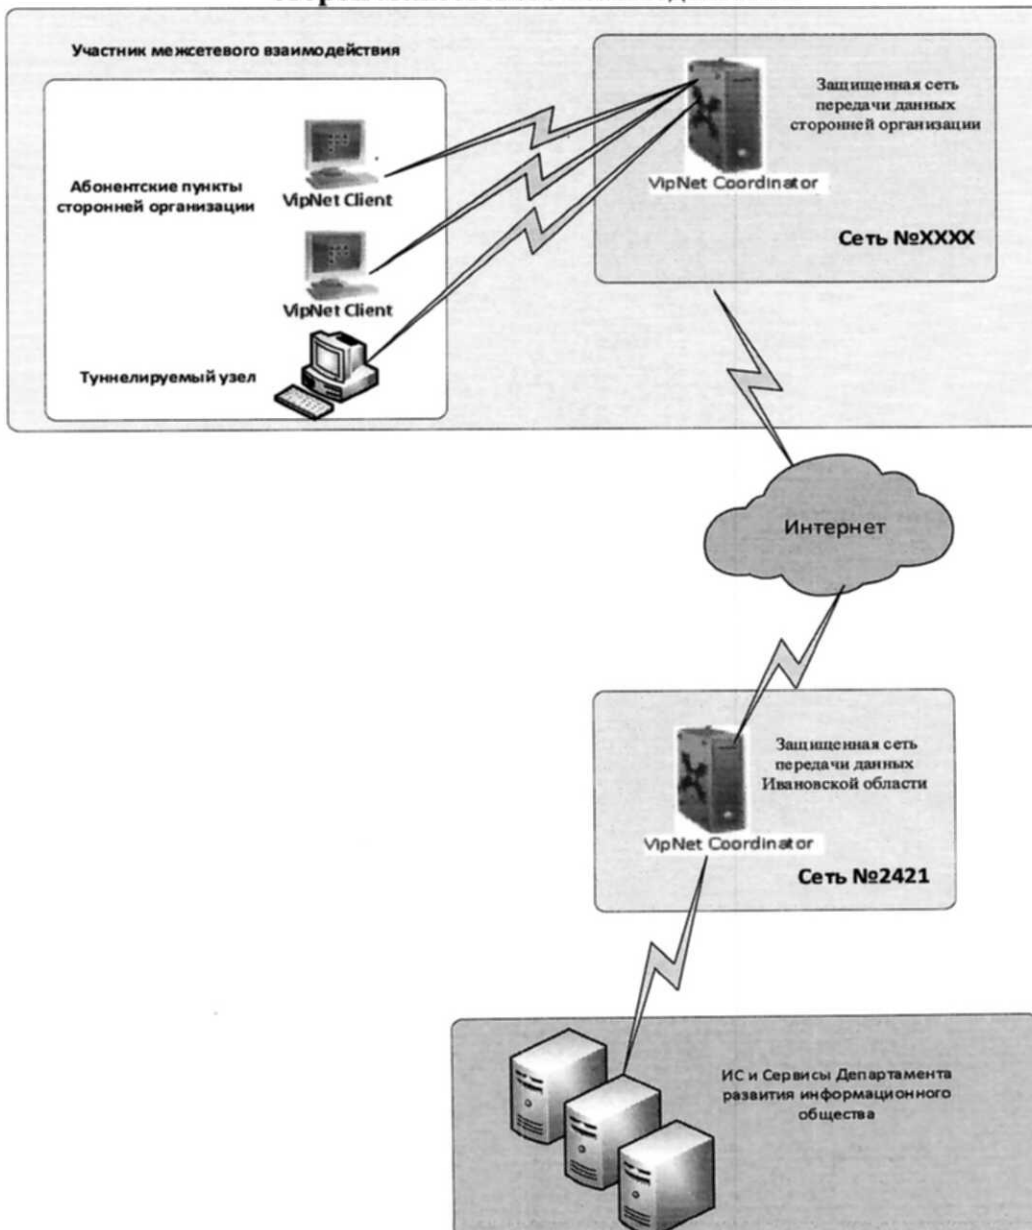 Участник межсетевого взаимодействия
Защищенная сеть
передачи данных
сторонней организации
VipNet Coordinator
Сеть №XXXX
Абонентские пункты
сторонней организации
VipNet Client
VipNet Client
Туннелируемый узел
Интернет
Защищенная сеть
передачи данных
Ивановской области
VipNet Coordinator
Сеть №2421
ИС и Сервисы Департамента
развития информационного
общества